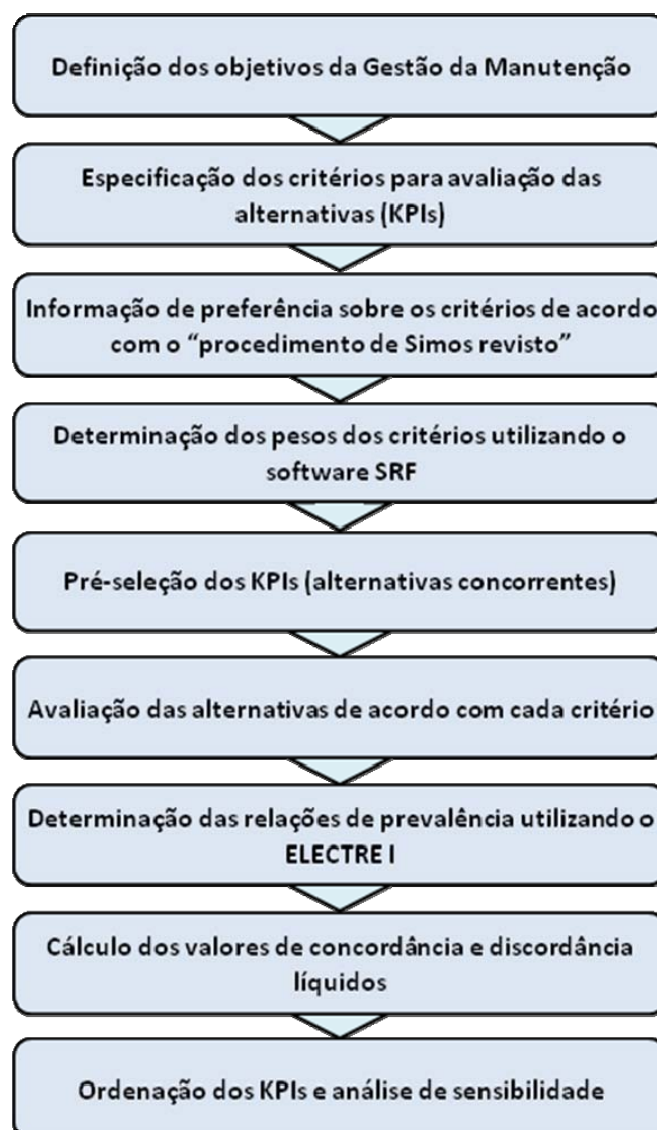 Definição dos objetivos da Gestão da Manutenção
Especificação dos critérios para avaliação das
alternativas (KPIs)
Informação de preferência sobre os critérios de acordo
com o “procedimento de Simos revisto”
Determinação dos pesos dos critérios utilizando o
software SRF
Pré-seleção dos KPIs (alternativas concorrentes)
Avaliação das alternativas de acordo com cada critério
Determinação das relações de prevalência utilizando o
ELECTRE I
Cálculo dos valores de concordância e discordância
líquidos
Ordenação dos KPIs e análise de sensibilidade